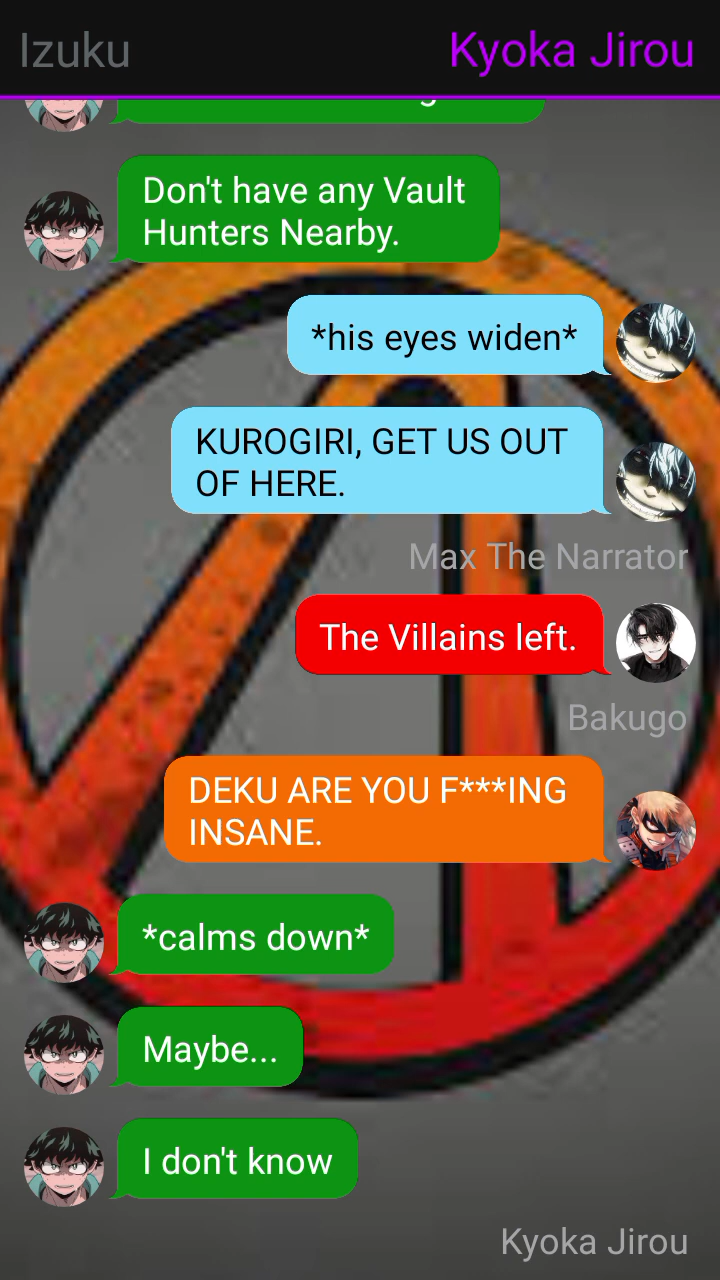 Izuku
Kyoka Jirou
Don't have any Vault
Hunters Nearby.
*his eyes widen*
KUROGIRI, GET US OUT
OF HERE.
Max The Narrator
The Villains left.
Bakugo
DEKU ARE YOU F***ING
INSANE.
*calms down*
Maybe...
I don't know
Kyoka Jirou